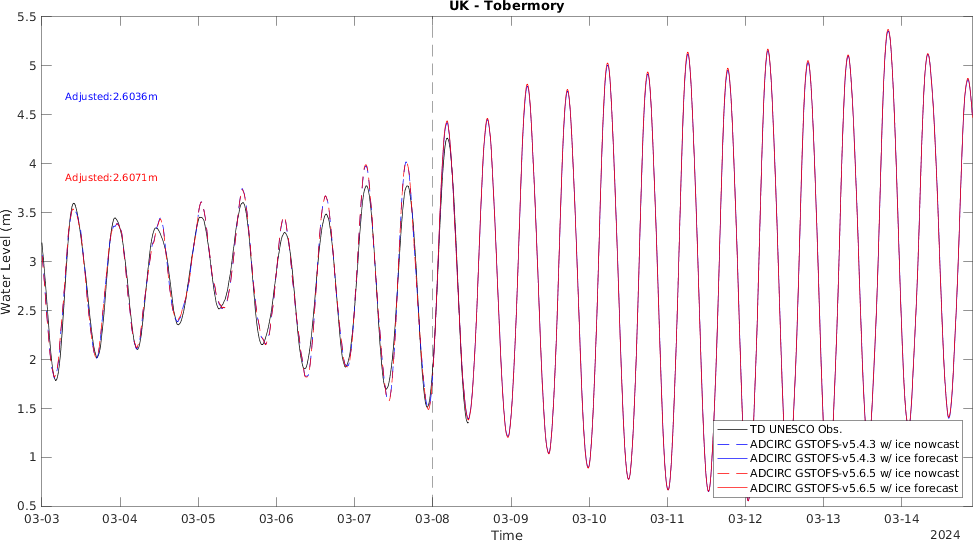 UK - Tobermory
5.5
5
4.5
4
3.5
3
2.5
2
1.5
1
0.5
Water Level (m)
Adjusted:2.6036m
Adjusted:2.6071m
TD UNESCO Obs.
ADCIRC GSTOFS-v5.4.3 w/ ice nowcast
ADCIRC GSTOFS-v5.4.3 w/ ice forecast
ADCIRC GSTOFS-v5.6.5 w/ ice nowcast
ADCIRC GSTOFS-v5.6.5 w/ ice forecast
03-03 03-04 03-05 03-06 03-07 03-08 03-09 03-10 03-11 03-12 03-13 03-14
Time
2024